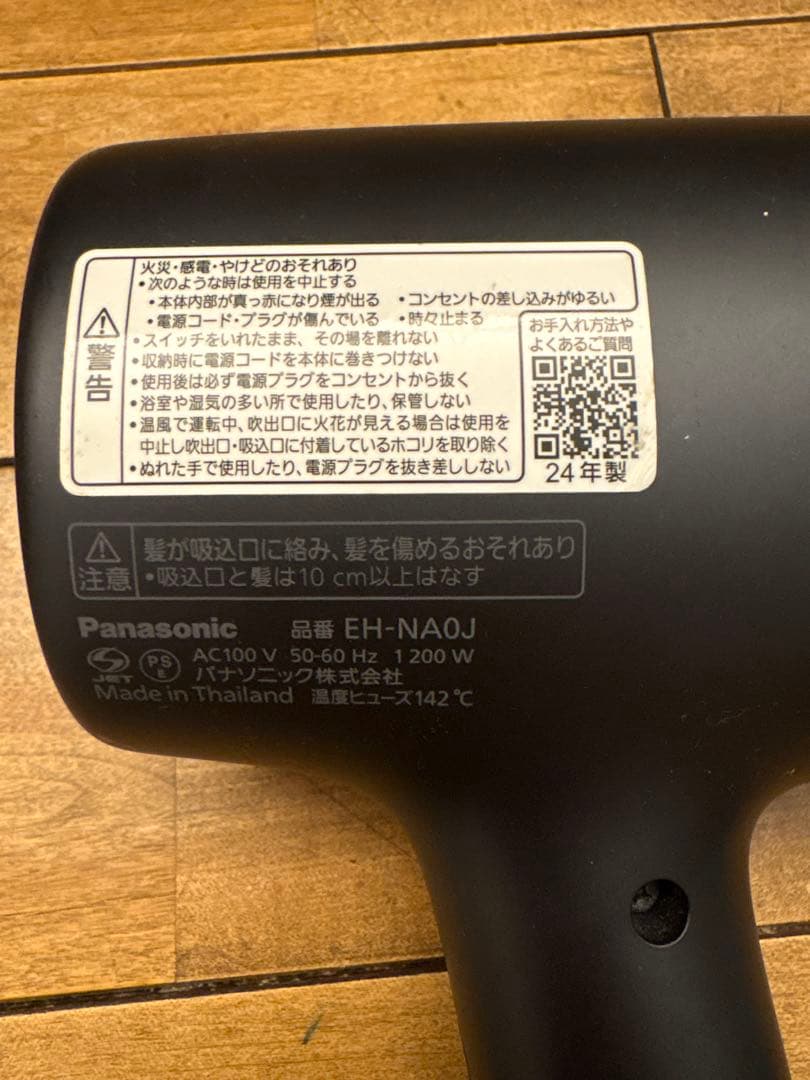 警告
火災・感電・やけどのおそれあり
・次のような時は使用を中止する
・本体内部が真っ赤になり煙が出る ・コンセントの差し込みがゆるい
・電源コード・プラグが傷んでいる ・時々止まる
・スイッチをいれたまま、その場を離れない
・収納時に電源コードを本体に巻きつけない
・使用後は必ず電源プラグをコンセントから抜く
・浴室や湿気の多い所で使用したり、保管しない
・温風で運転中、吹出口に火花が見える場合は使用を
中止し吹出口・吸込口に付着しているホコリを取り除く
・ぬれた手で使用したり、電源プラグを抜き差ししない
お手入れ方法や
よくあるご質問
24年製
注意
髪が吸込口に絡み、髪を傷めるおそれあり
・吸込口と髪は10 cm以上はなす
Panasonic 品番 EH-NA0J
JET PS E AC100 V 50-60 Hz 1 200 W
パナソニック株式会社
Made in Thailand 温度ヒューズ142℃